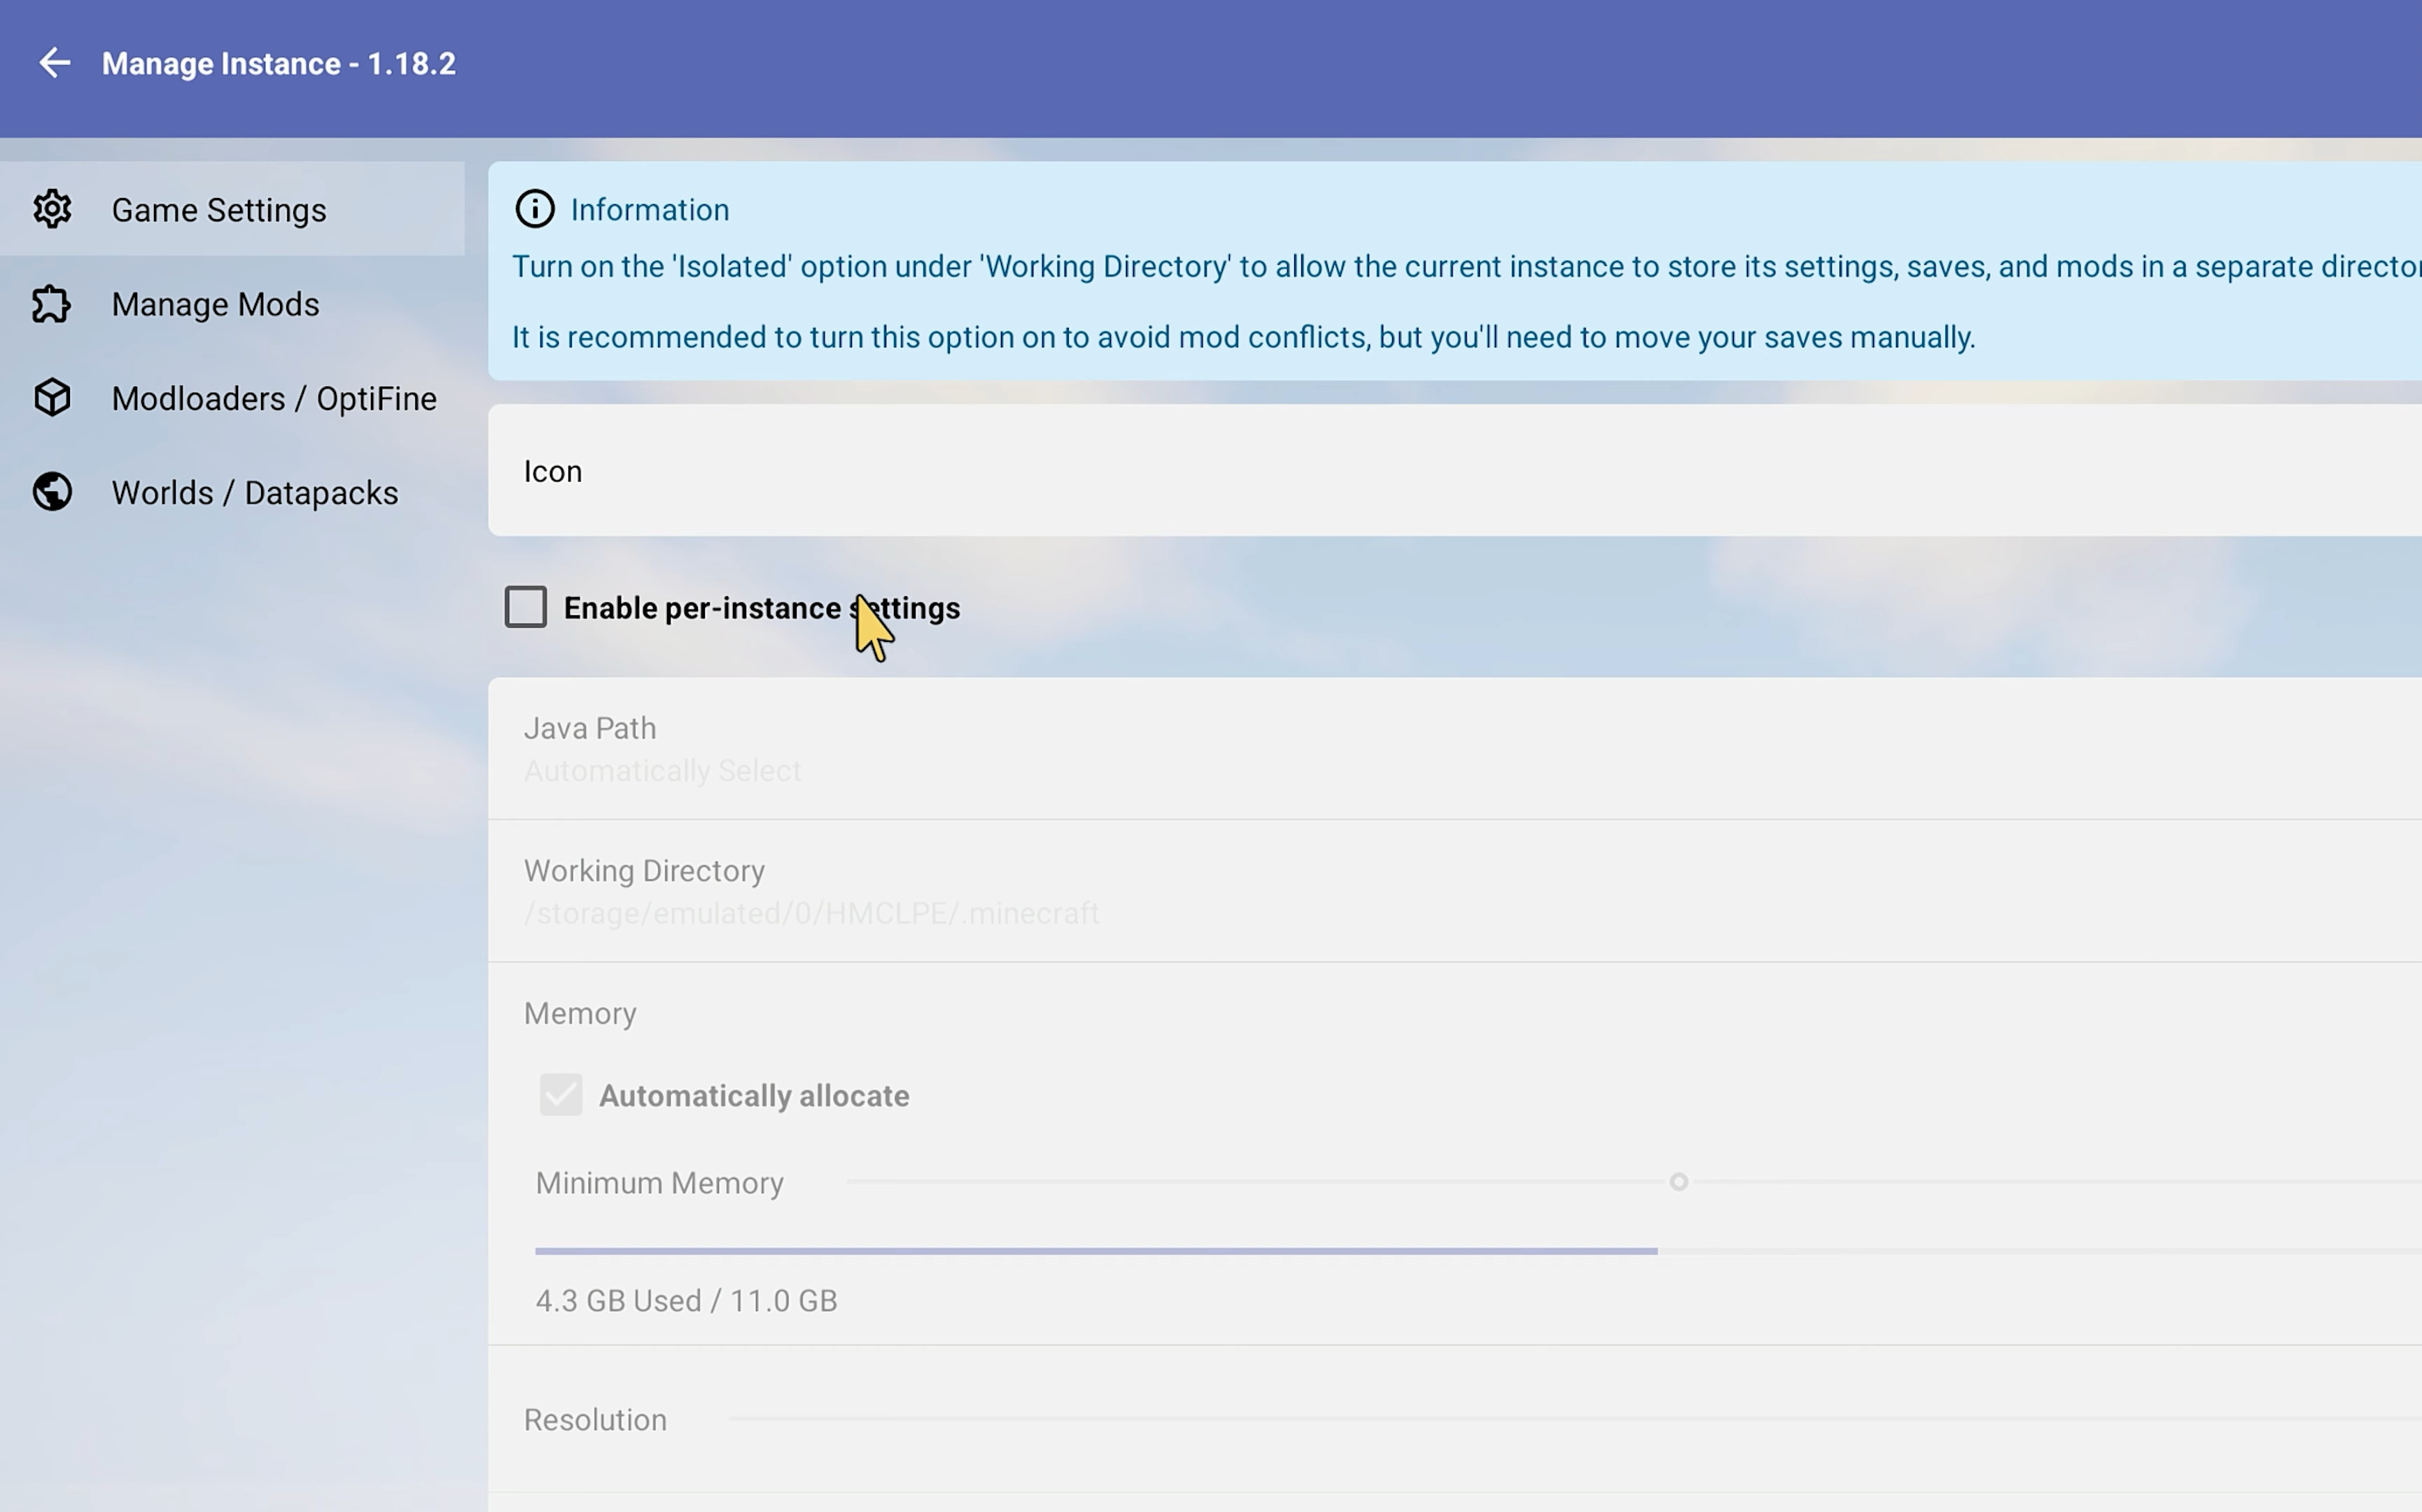 Manage Instance - 1.18.2
Game Settings
Manage Mods
Modloaders / OptiFine
Worlds / Datapacks
Information
Turn on the 'Isolated' option under 'Working Directory' to allow the current instance to store its settings, saves, and mods in a separate
It is recommended to turn this option on to avoid mod conflicts, but you'll need to move your saves manually.
Icon
Enable per-instance settings
Java Path
Automatically Select
Working Directory
/storage/emulated/0/HMCLPE/.minecraft
Memory
Automatically allocate
Minimum Memory
4.3 GB Used / 11.0 GB
Resolution